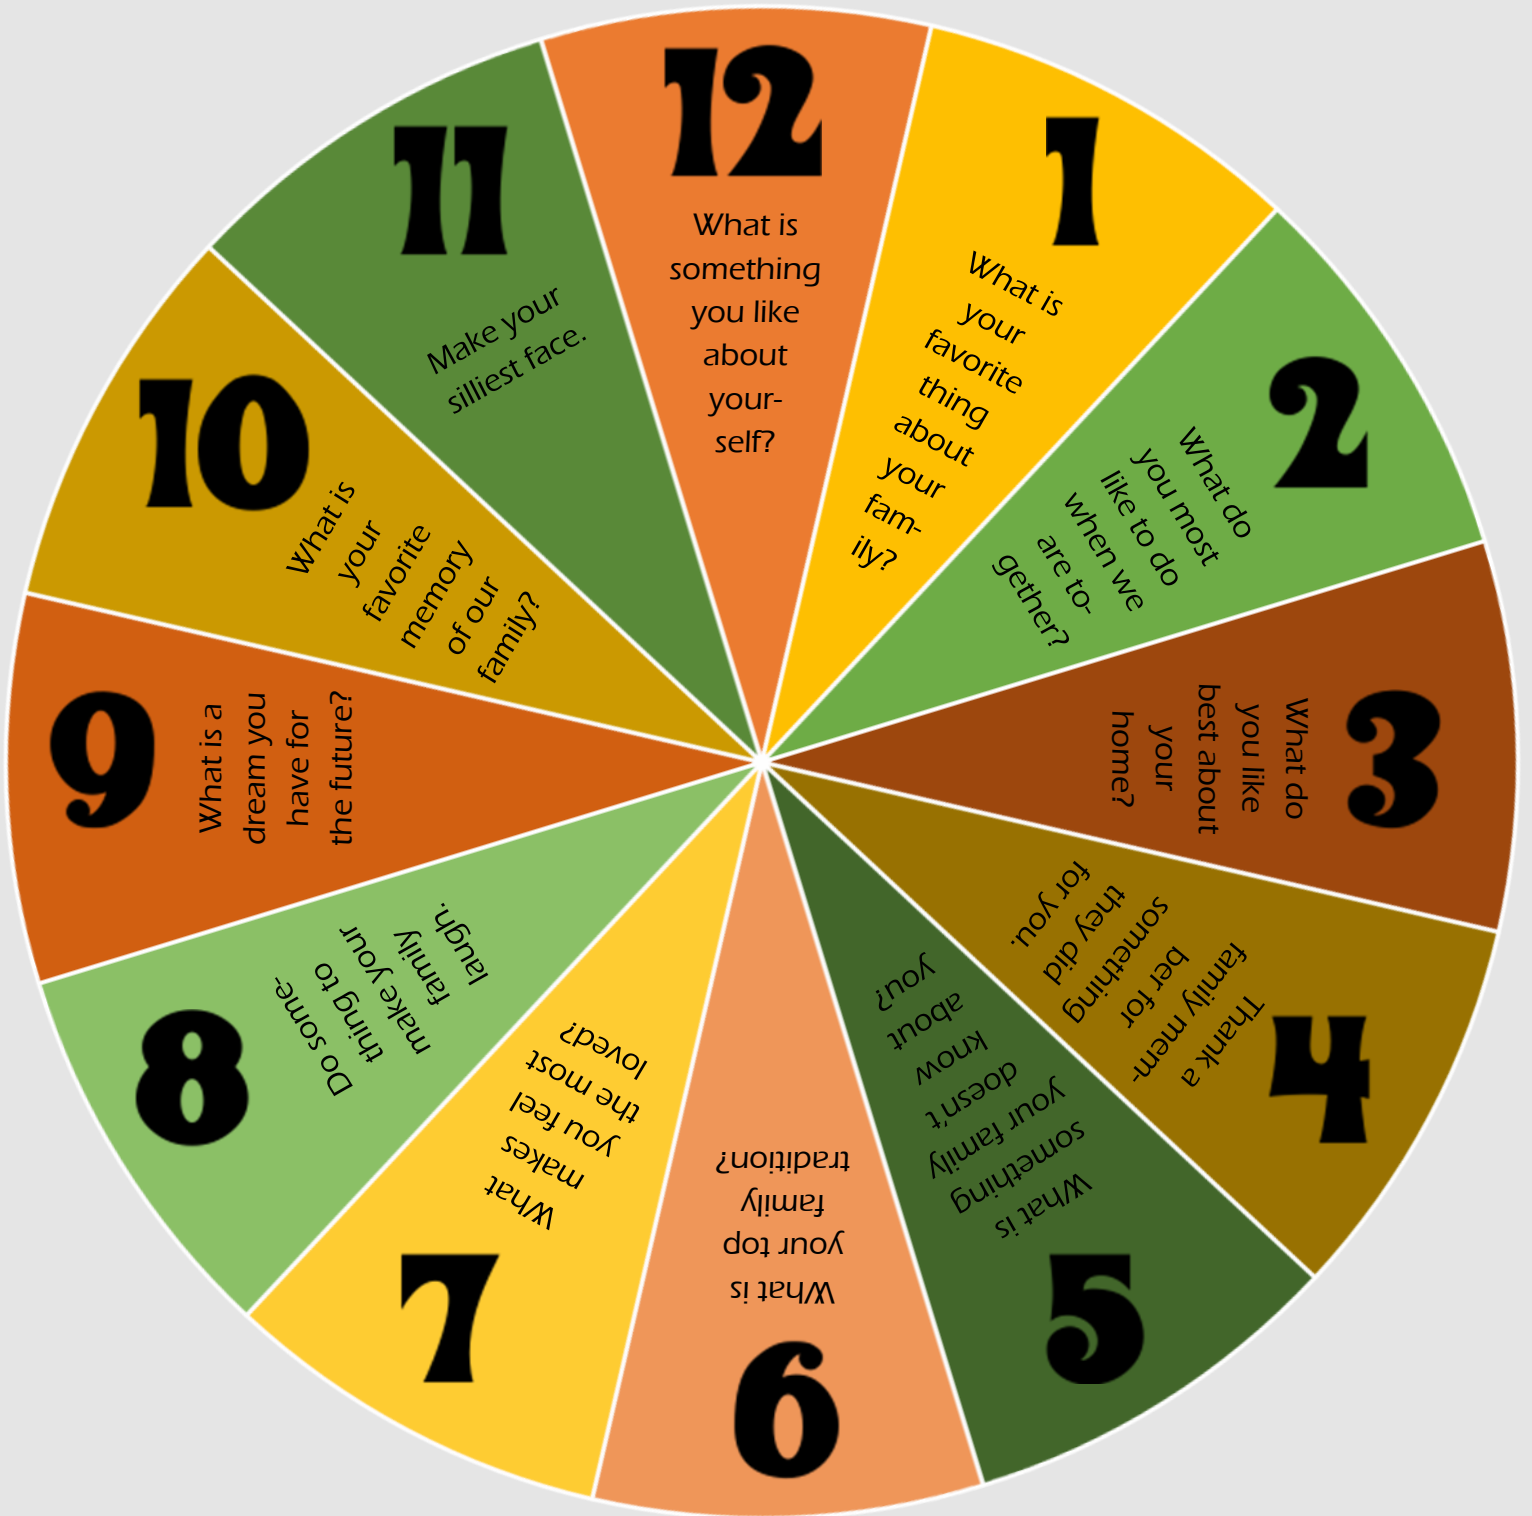 12
What is
something
you like
about
your-
self?
1
What is
your
favorite
thing
about
your
fam-
ily?
2
What do
you most
like to do
when we
are to-
gether?
3
What do
you like
best about
your
home?
4
Thank a
family mem-
ber for
something
they did
for you.
5
What is
something
your family
doesn't
know
about
you?
6
What is
your top
family
tradition?
7
What
makes
you feel
the most
loved?
8
Do some-
thing to
make your
family
laugh.
9
What is a
dream you
have for
the future?
10
What is
your
favorite
memory
of our
family?
11
Make your
silliest face.